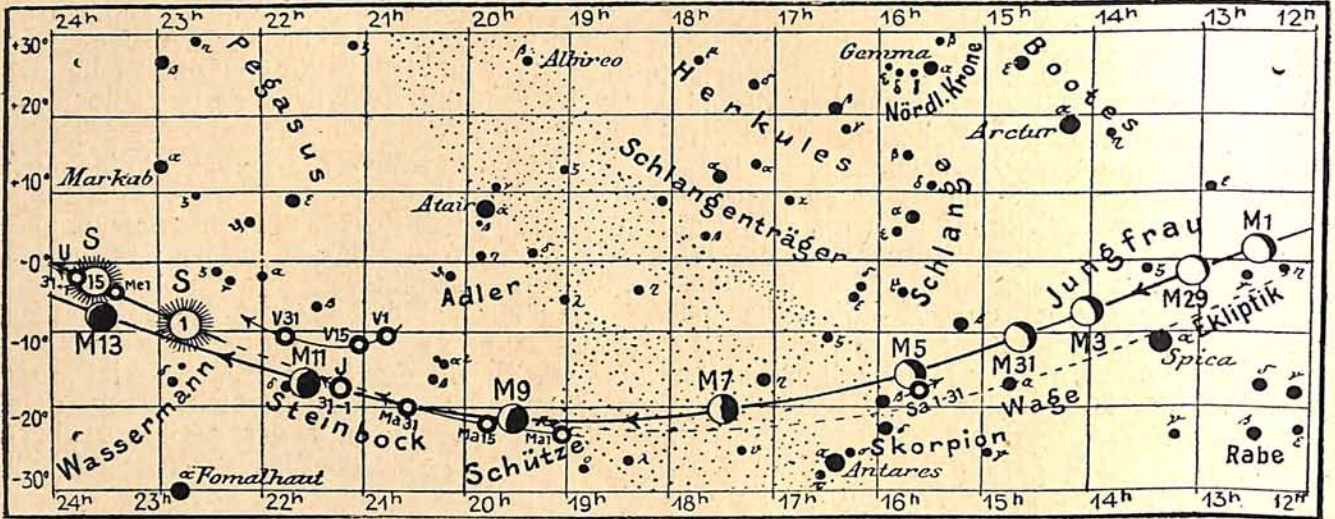 24h 23h 22h 21h 20h 19h 18h 17h 16h 15h 14h 13h 12h
+30°
+20°
+10°
-0°
-10°
-20°
-30°
Pegasus
Albireo
Herkules
Gemma
Nördl. Krone
Bootes
Arctur
Markab
Atair
Schlangenträger
Schlange
Adler
Jungfrau
M1
U
S
15
Me1
S
1
M13
V31
V15
V1
M11
J
31-1
Ma31
Ma15
M9
Ma1
M7
M5
Sa 1-31
M31
M3
M29
Ekliptik
Spica
Wassermann
Steinbock
Schütze
Skorpion
Wage
Rabe
Fomalhaut
Antares
24h 23h 22h 21h 20h 19h 18h 17h 16h 15h 14h 13h 12h